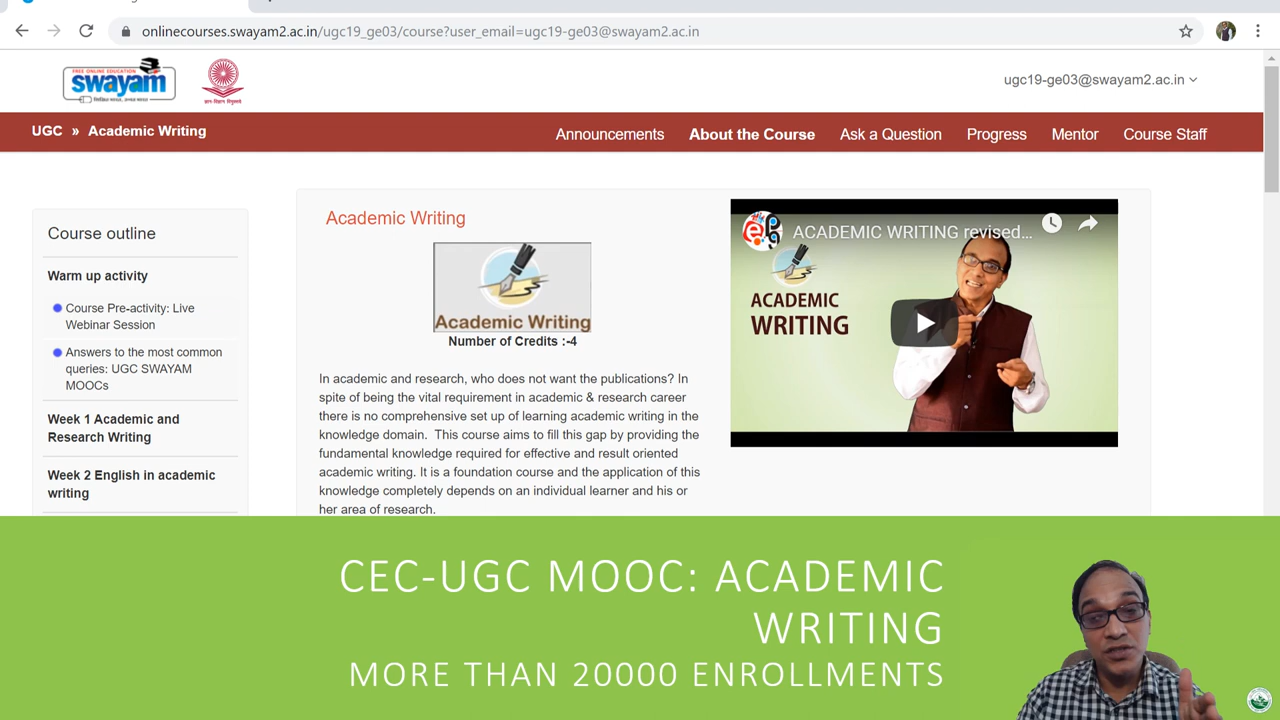 onlinecourses.swayam2.ac.in/ugc19_ge03/course?user_email=ugc19-ge03@swayam2.ac.in
FREE ONLINE EDUCATION
swayam
ugc19-ge03@swayam2.ac.in
UGC » Academic Writing
Announcements
About the Course
Ask a Question
Progress
Mentor
Course Staff
Course outline
Warm up activity
Course Pre-activity: Live
Webinar Session
Answers to the most common
queries: UGC SWAYAM
MOOCs
Week 1 Academic and
Research Writing
Week 2 English in academic
writing
Academic Writing
Academic Writing
Number of Credits :-4
In academic and research, who does not want the publications? In
spite of being the vital requirement in academic & research career
there is no comprehensive set up of learning academic writing in the
knowledge domain.  This course aims to fill this gap by providing the
fundamental knowledge required for effective and result oriented
academic writing. It is a foundation course and the application of this
knowledge completely depends on an individual learner and his or
her area of research.
ACADEMIC WRITING revised...
ACADEMIC
WRITING
CEC-UGC MOOC: ACADEMIC
WRITING
MORE THAN 20000 ENROLLMENTS